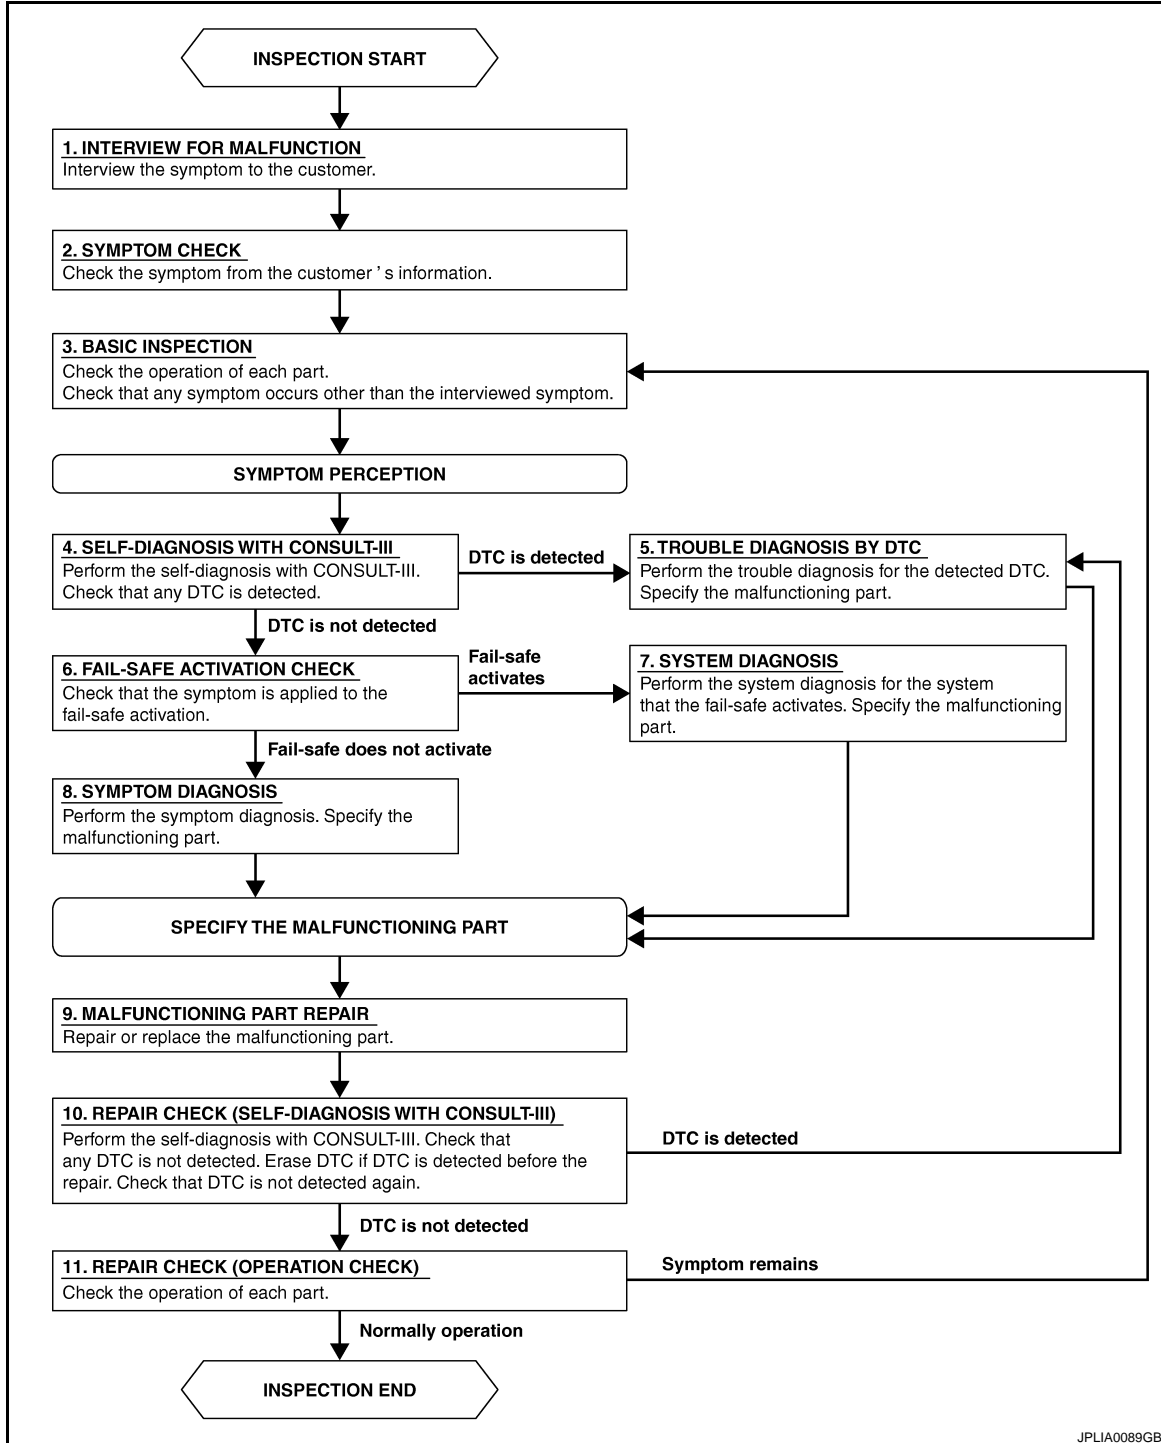 INSPECTION START
1. INTERVIEW FOR MALFUNCTION
Interview the symptom to the customer.
2. SYMPTOM CHECK
Check the symptom from the customer ’ s information.
3. BASIC INSPECTION
Check the operation of each part.
Check that any symptom occurs other than the interviewed symptom.
SYMPTOM PERCEPTION
4. SELF-DIAGNOSIS WITH CONSULT-III
Perform the self-diagnosis with CONSULT-III.
Check that any DTC is detected.
DTC is detected
5. TROUBLE DIAGNOSIS BY DTC
Perform the trouble diagnosis for the detected DTC.
Specify the malfunctioning part.
DTC is not detected
6. FAIL-SAFE ACTIVATION CHECK
Check that the symptom is applied to the
fail-safe activation.
Fail-safe
activates
7. SYSTEM DIAGNOSIS
Perform the system diagnosis for the system
that the fail-safe activates. Specify the malfunctioning
part.
Fail-safe does not activate
8. SYMPTOM DIAGNOSIS
Perform the symptom diagnosis. Specify the
malfunctioning part.
SPECIFY THE MALFUNCTIONING PART
9. MALFUNCTIONING PART REPAIR
Repair or replace the malfunctioning part.
10. REPAIR CHECK (SELF-DIAGNOSIS WITH CONSULT-III)
Perform the self-diagnosis with CONSULT-III. Check that
any DTC is not detected. Erase DTC if DTC is detected before the
repair. Check that DTC is not detected again.
DTC is detected
DTC is not detected
11. REPAIR CHECK (OPERATION CHECK)
Check the operation of each part.
Symptom remains
Normally operation
INSPECTION END
JPLIA0089GB